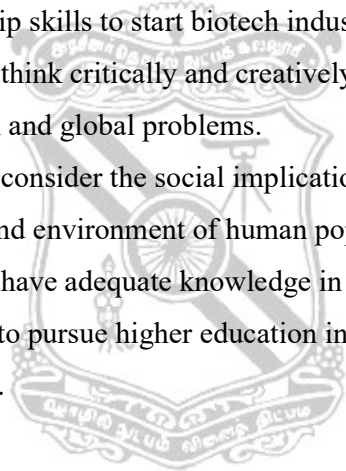 ip skills to start biotech indus
think critically and creatively
n and global problems.
consider the social implicatio
nd environment of human pop
have adequate knowledge in
to pursue higher education in
.